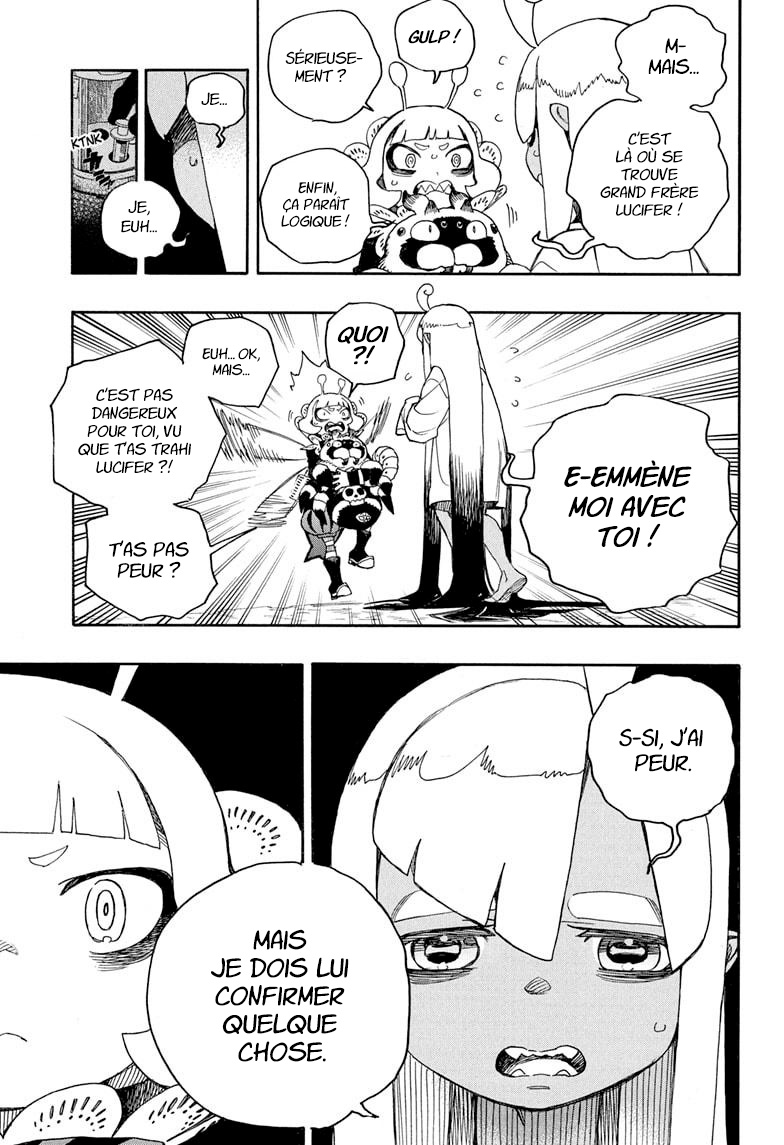 M-
MAIS...
C'EST
LÀ OÙ SE
TROUVE
GRAND FRÈRE
LUCIFER !
GULP !
SÉRIEUSE-
MENT ?
ENFIN,
ÇA PARAÎT
LOGIQUE !
JE...
JE,
EUH...
KTNK
E-EMMÈNE
MOI AVEC
TOI !
QUOI
?!
EUH... OK,
MAIS...
C'EST PAS
DANGEREUX
POUR TOI, VU
QUE T'AS TRAHI
LUCIFER ?!
T'AS PAS
PEUR ?
S-SI, J'AI
PEUR.
MAIS
JE DOIS LUI
CONFIRMER
QUELQUE
CHOSE.